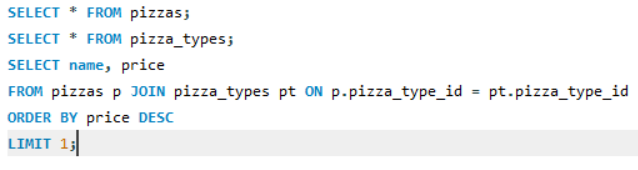 SELECT * FROM pizzas;
SELECT * FROM pizza_types;
SELECT name, price
FROM pizzas p JOIN pizza_types pt ON p.pizza_type_id = pt.pizza_type_id
ORDER BY price DESC
LIMIT 1;